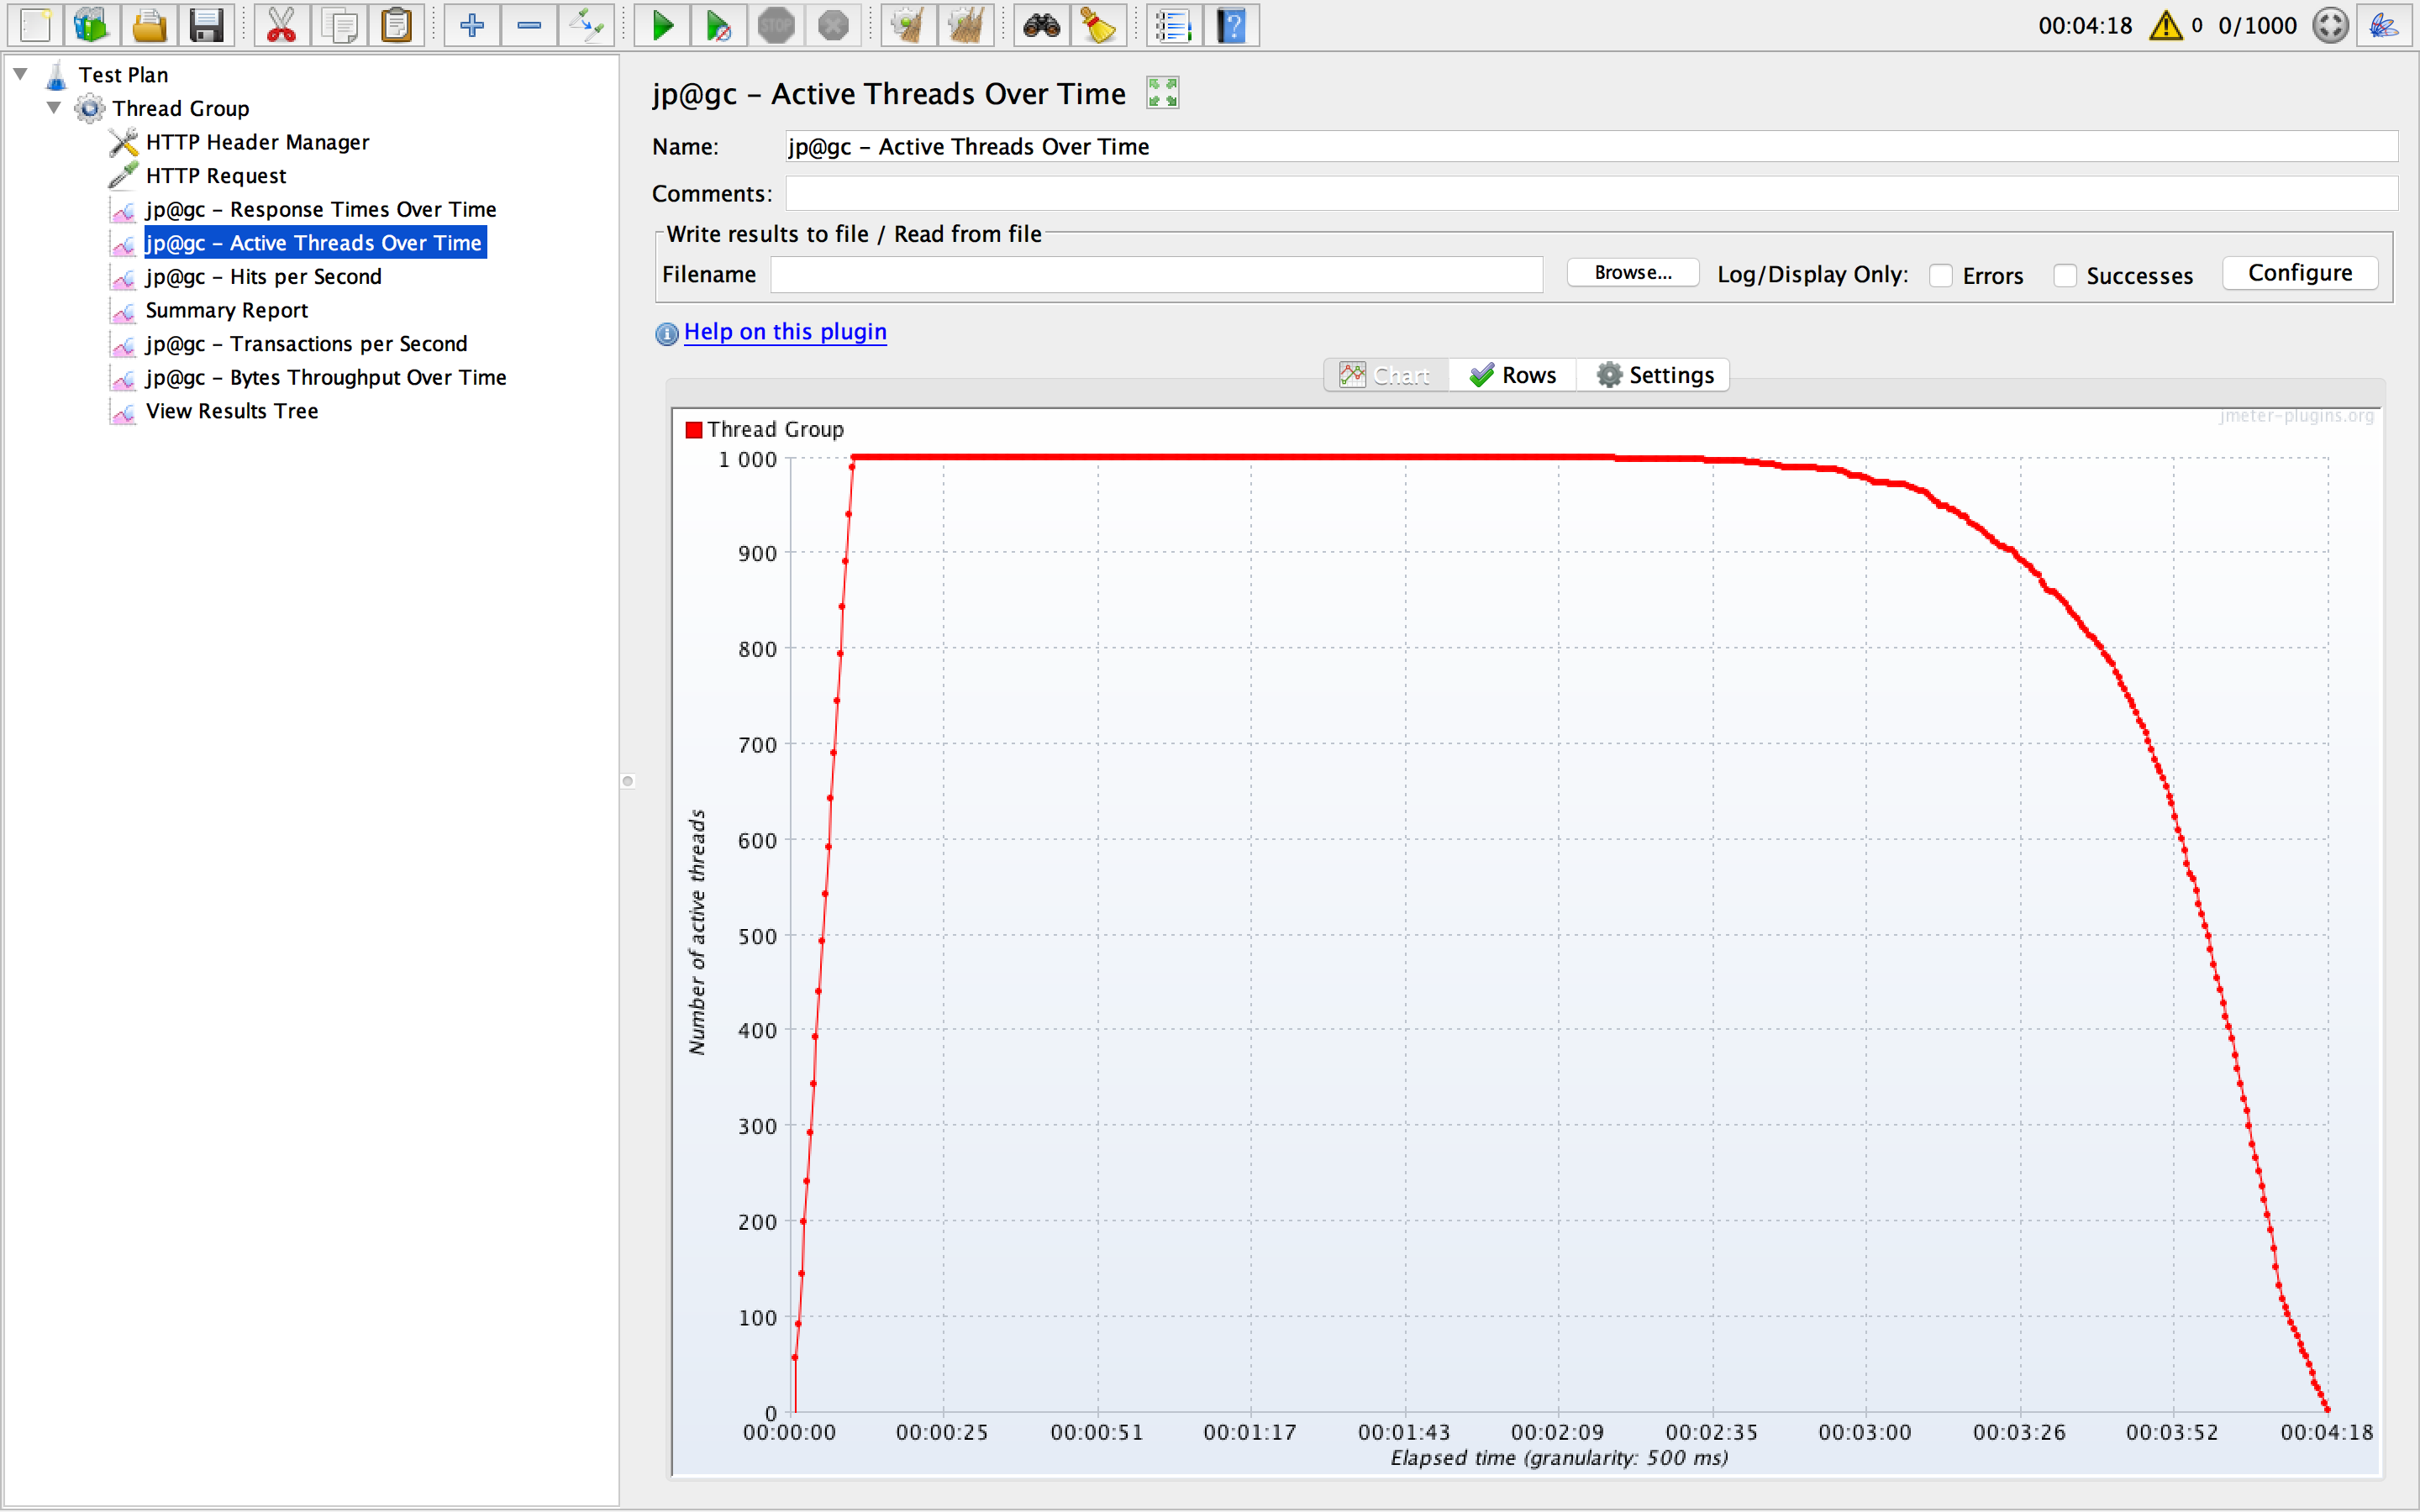 STOP
00:04:18 0 0/1000
Test Plan
Thread Group
HTTP Header Manager
HTTP Request
jp@gc - Response Times Over Time
jp@gc - Active Threads Over Time
jp@gc - Hits per Second
Summary Report
jp@gc - Transactions per Second
jp@gc - Bytes Throughput Over Time
View Results Tree
jp@gc - Active Threads Over Time
Name: jp@gc - Active Threads Over Time
Comments:
Write results to file / Read from file
Filename Browse... Log/Display Only: Errors Successes Configure
Help on this plugin
Chart Rows Settings
jmeter-plugins.org
Thread Group
1 000
900
800
700
600
500
400
300
200
100
0
Number of active threads
00:00:00 00:00:25 00:00:51 00:01:17 00:01:43 00:02:09 00:02:35 00:03:00 00:03:26 00:03:52 00:04:18
Elapsed time (granularity: 500 ms)